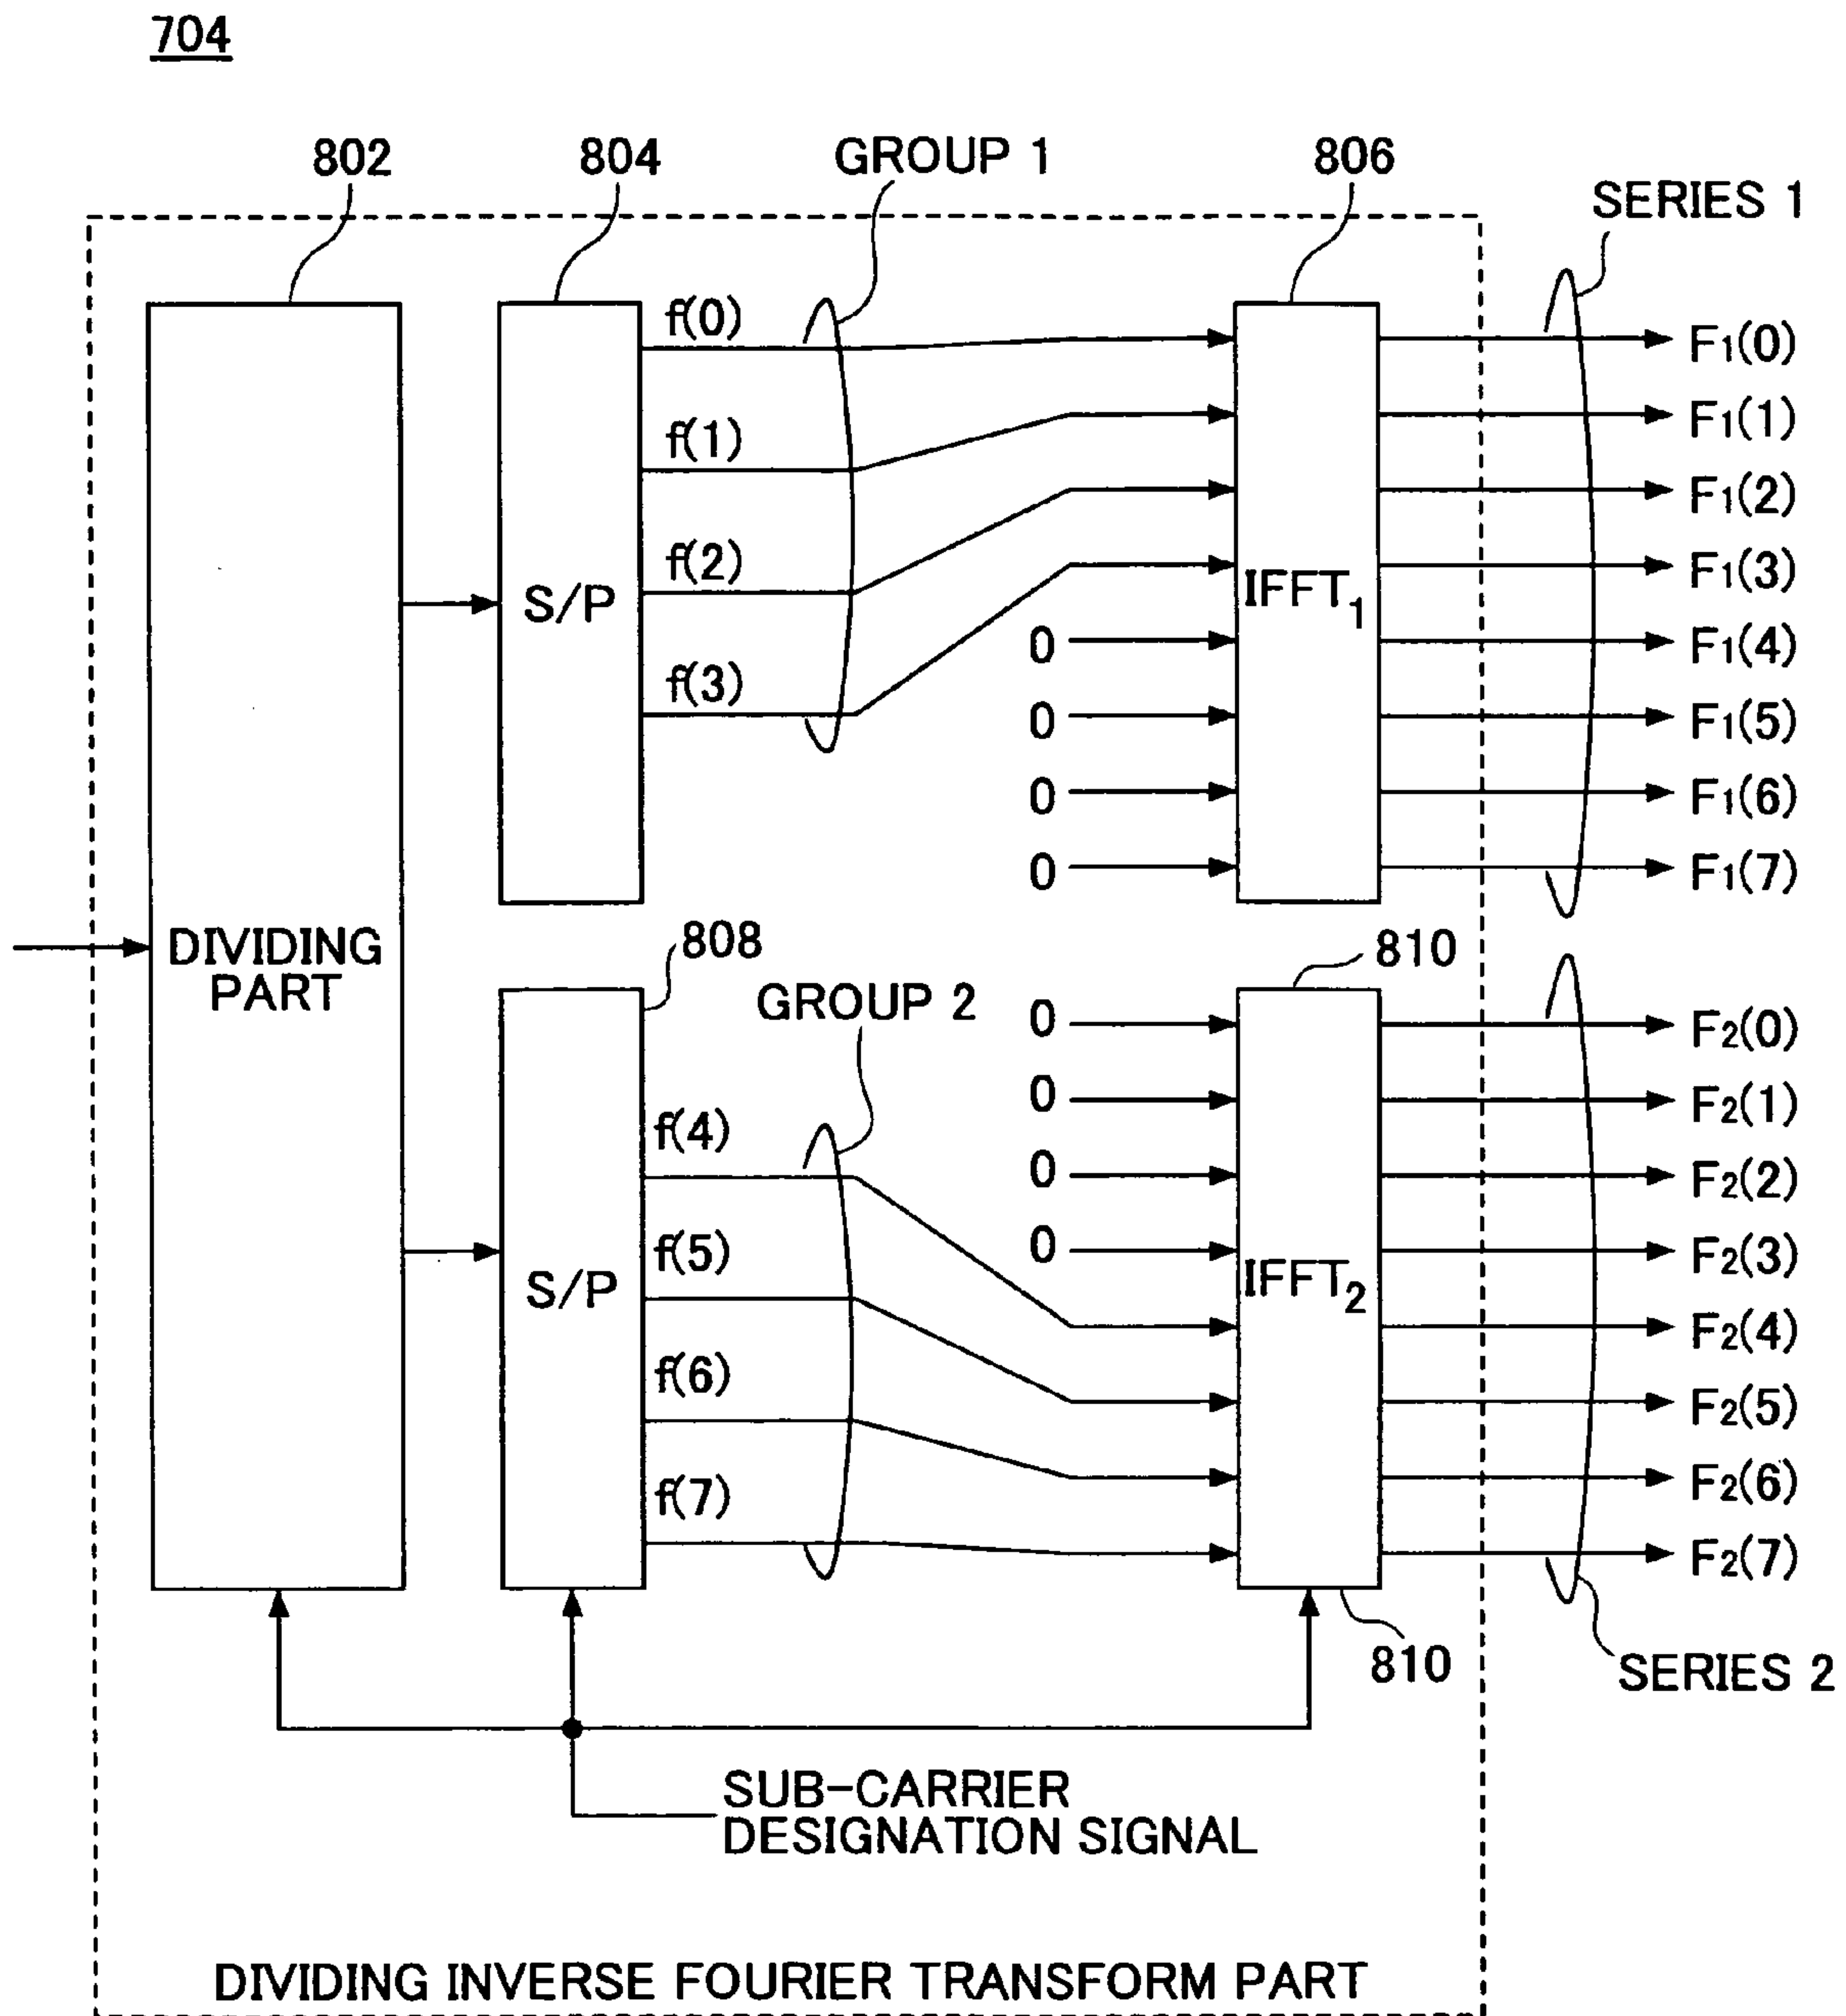 704
802
804
GROUP 1
806
SERIES 1
f(0)
f(1)
f(2)
f(3)
S/P
0
0
0
0
IFFT1
F1(0)
F1(1)
F1(2)
F1(3)
F1(4)
F1(5)
F1(6)
F1(7)
DIVIDING
PART
808
GROUP 2
810
f(4)
f(5)
f(6)
f(7)
S/P
0
0
0
0
IFFT2
F2(0)
F2(1)
F2(2)
F2(3)
F2(4)
F2(5)
F2(6)
F2(7)
810
SERIES 2
SUB-CARRIER
DESIGNATION SIGNAL
DIVIDING INVERSE FOURIER TRANSFORM PART